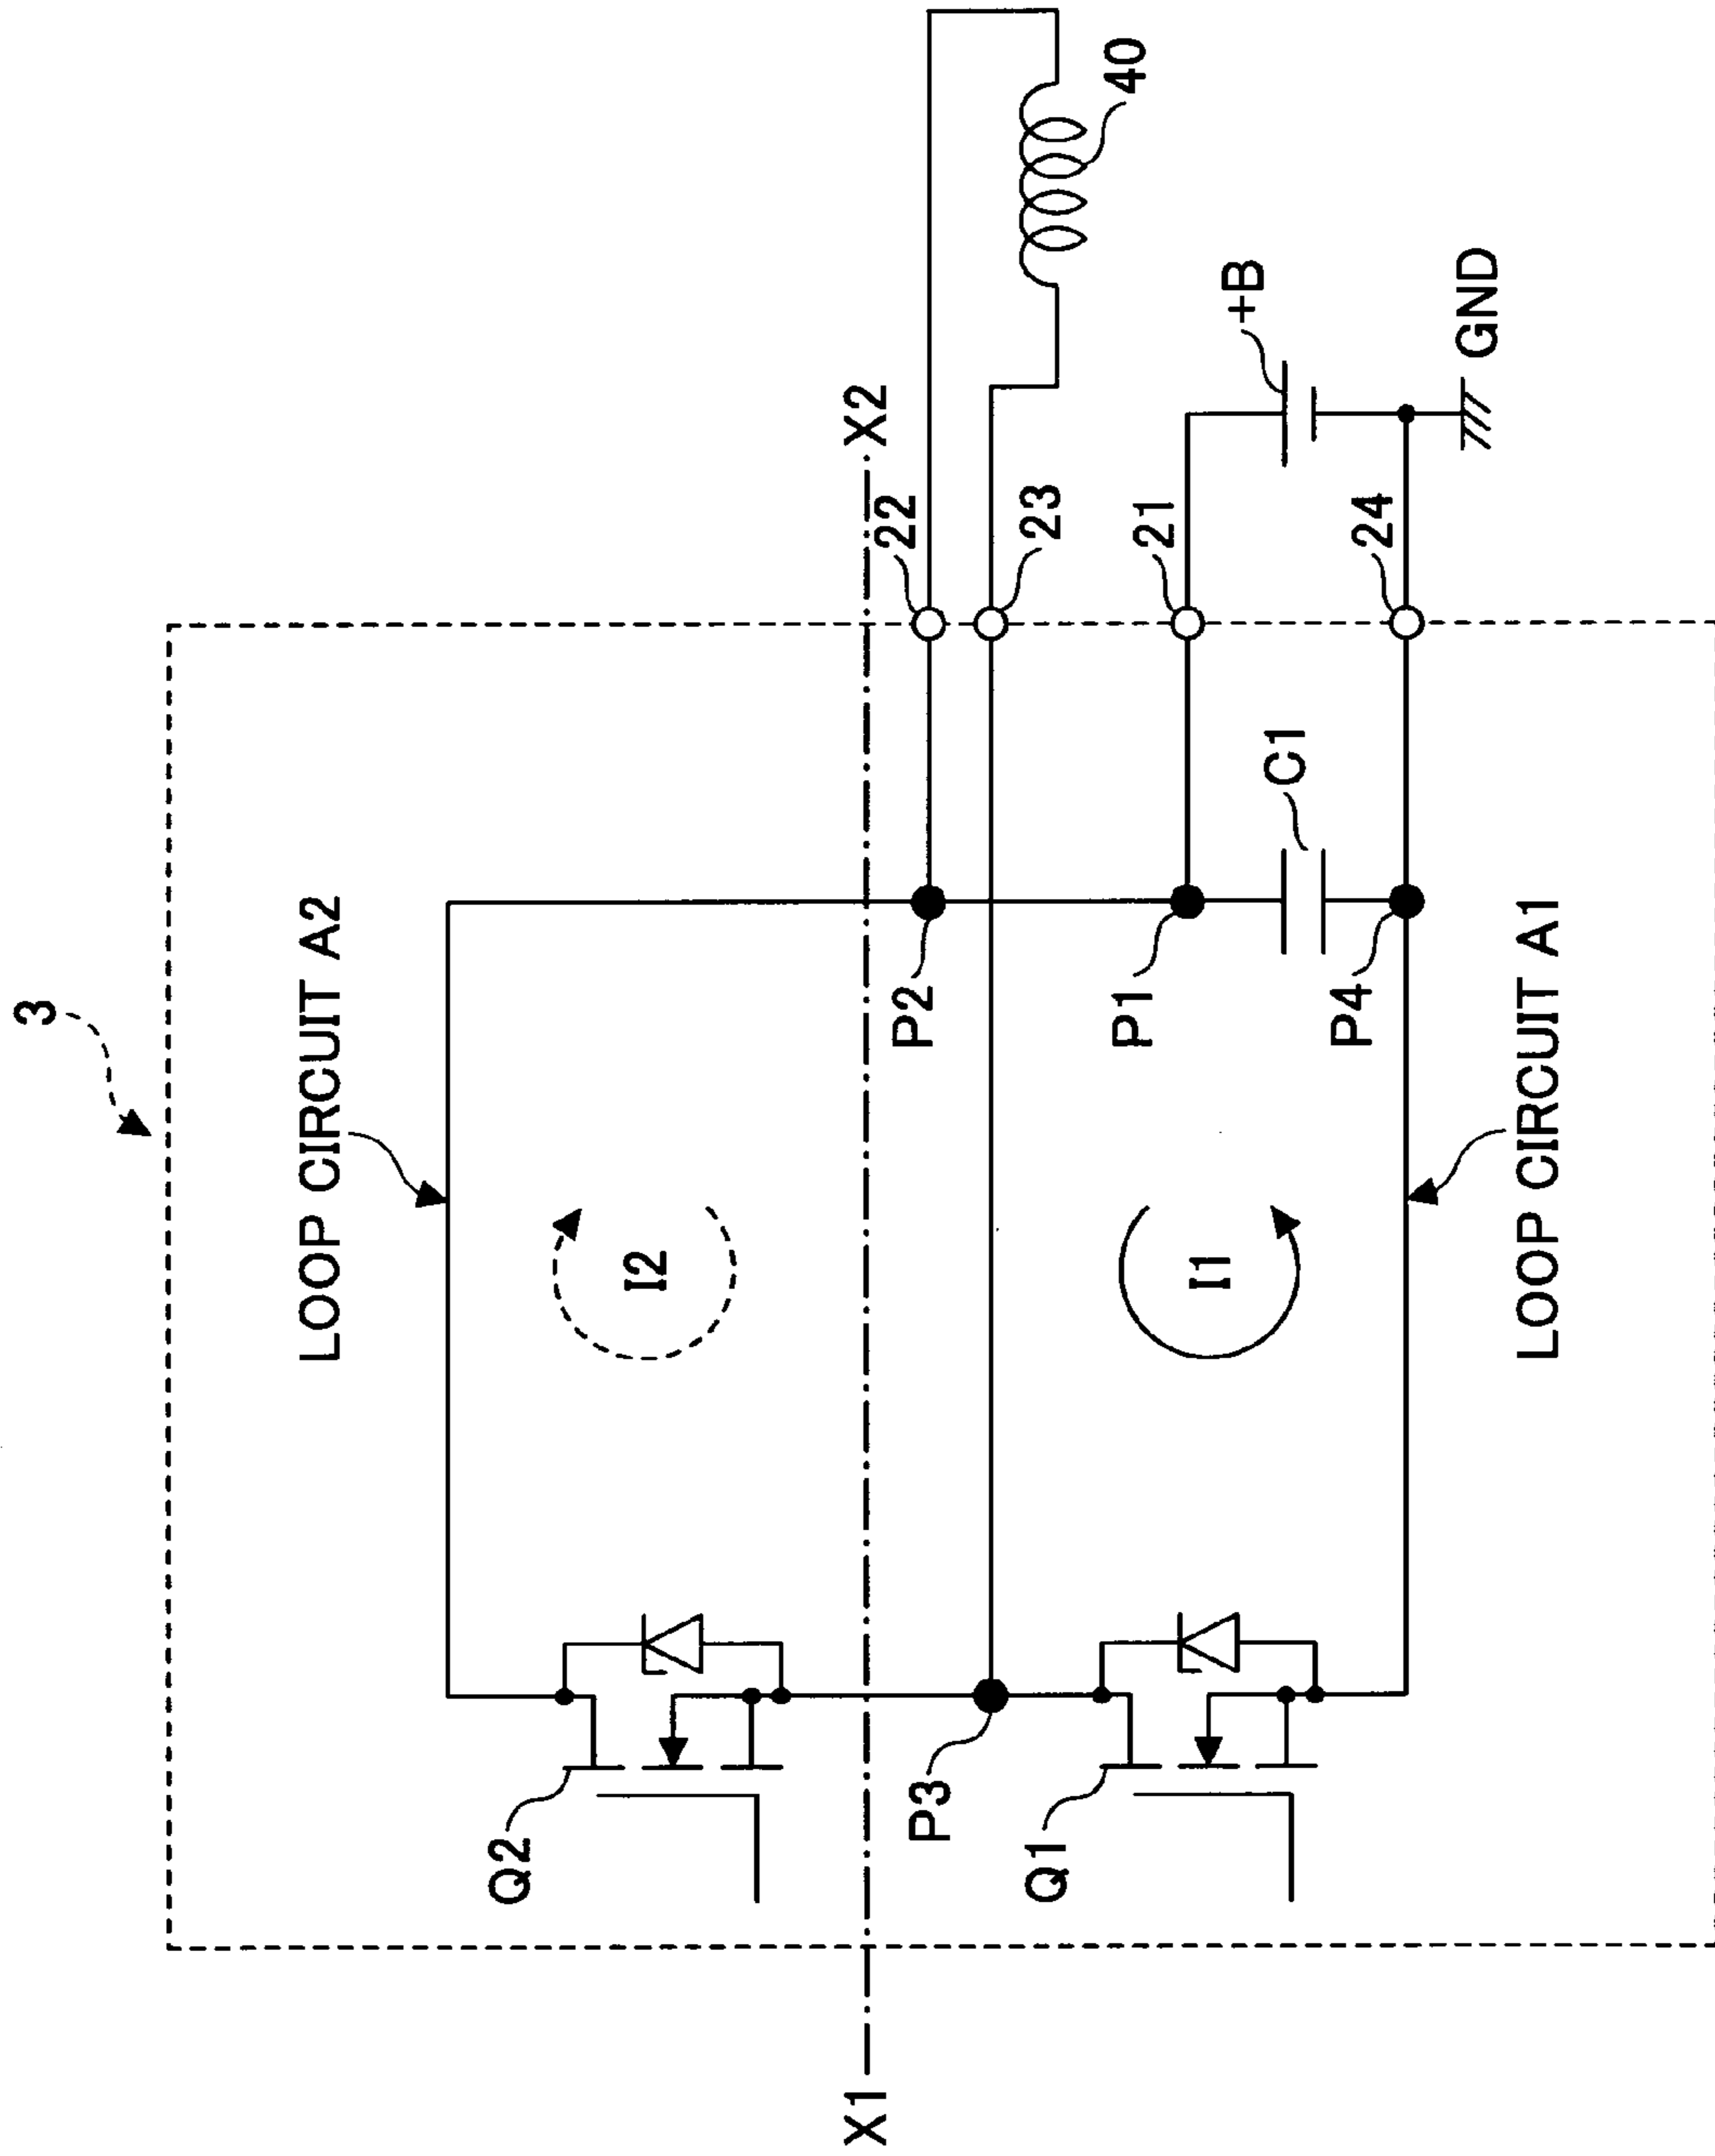 3
LOOP CIRCUIT A2
I2
Q2
X1
X2
22
P2
40
23
P3
I1
P1
21
+B
Q1
C1
P4
24
GND
LOOP CIRCUIT A1